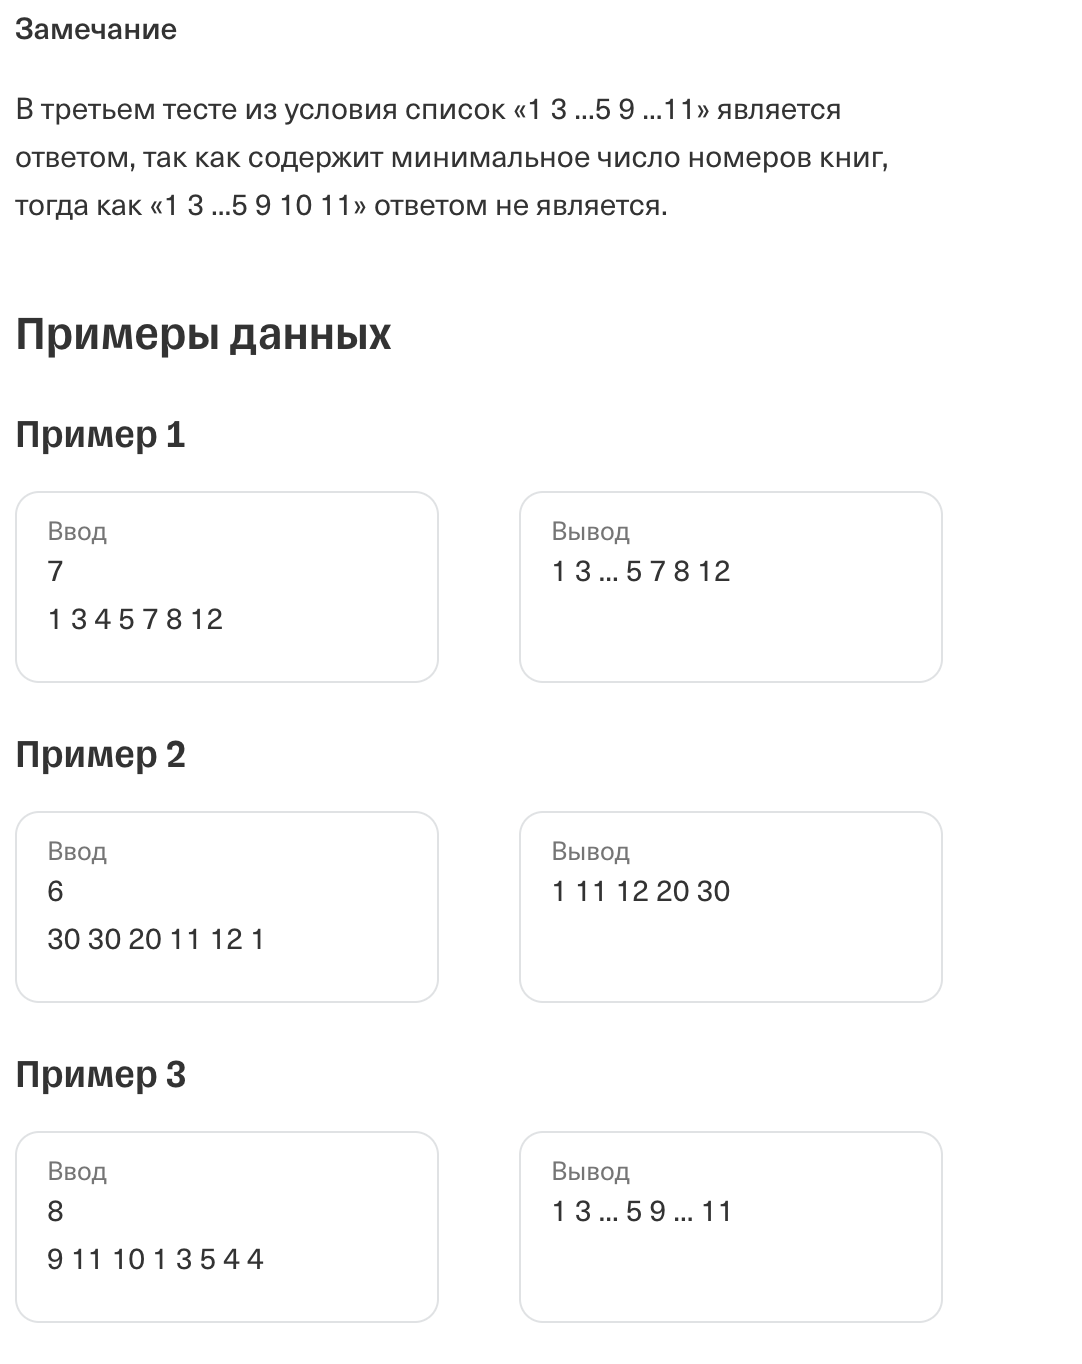 Замечание
В третьем тесте из условия список «1 3 ...5 9 ...11» является
ответом, так как содержит минимальное число номеров книг,
тогда как «1 3 ...5 9 10 11» ответом не является.
Примеры данных
Пример 1
Ввод
7
1 3 4 5 7 8 12
Вывод
1 3 ... 5 7 8 12
Пример 2
Ввод
6
30 30 20 11 12 1
Вывод
1 11 12 20 30
Пример 3
Ввод
8
9 11 10 1 3 5 4 4
Вывод
1 3 ... 5 9 ... 11